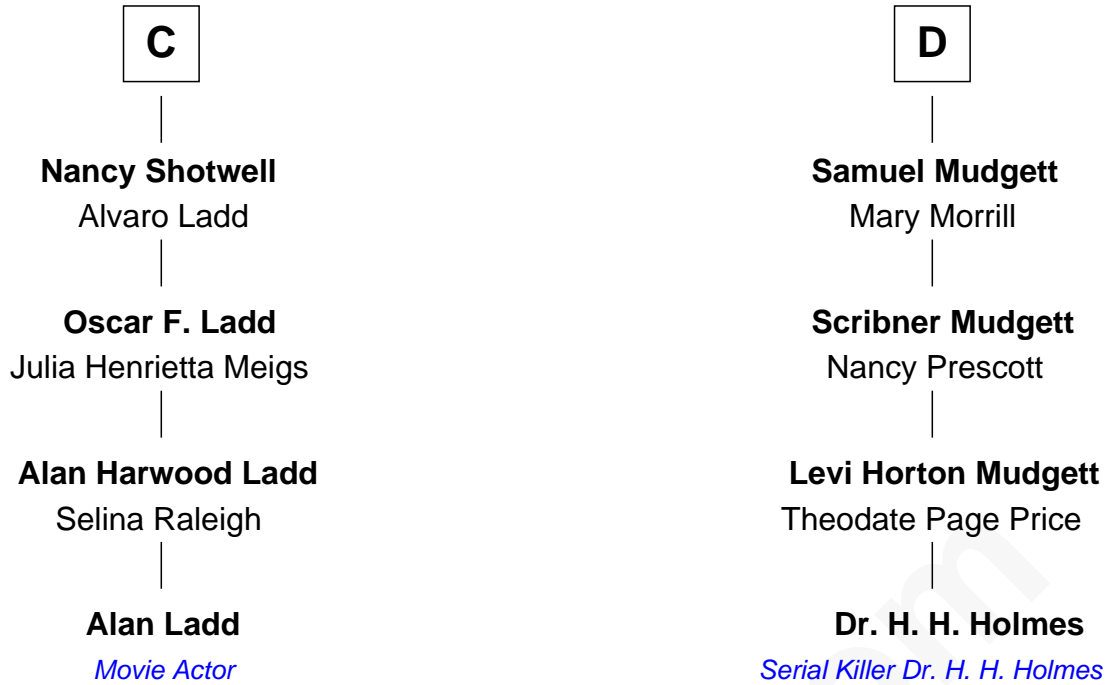 C
Nancy Shotwell
Alvaro Ladd
Oscar F. Ladd
Julia Henrietta Meigs
Alan Harwood Ladd
Selina Raleigh
Alan Ladd
Movie Actor
D
Samuel Mudgett
Mary Morrill
Scribner Mudgett
Nancy Prescott
Levi Horton Mudgett
Theodate Page Price
Dr. H. H. Holmes
Serial Killer Dr. H. H. Holmes